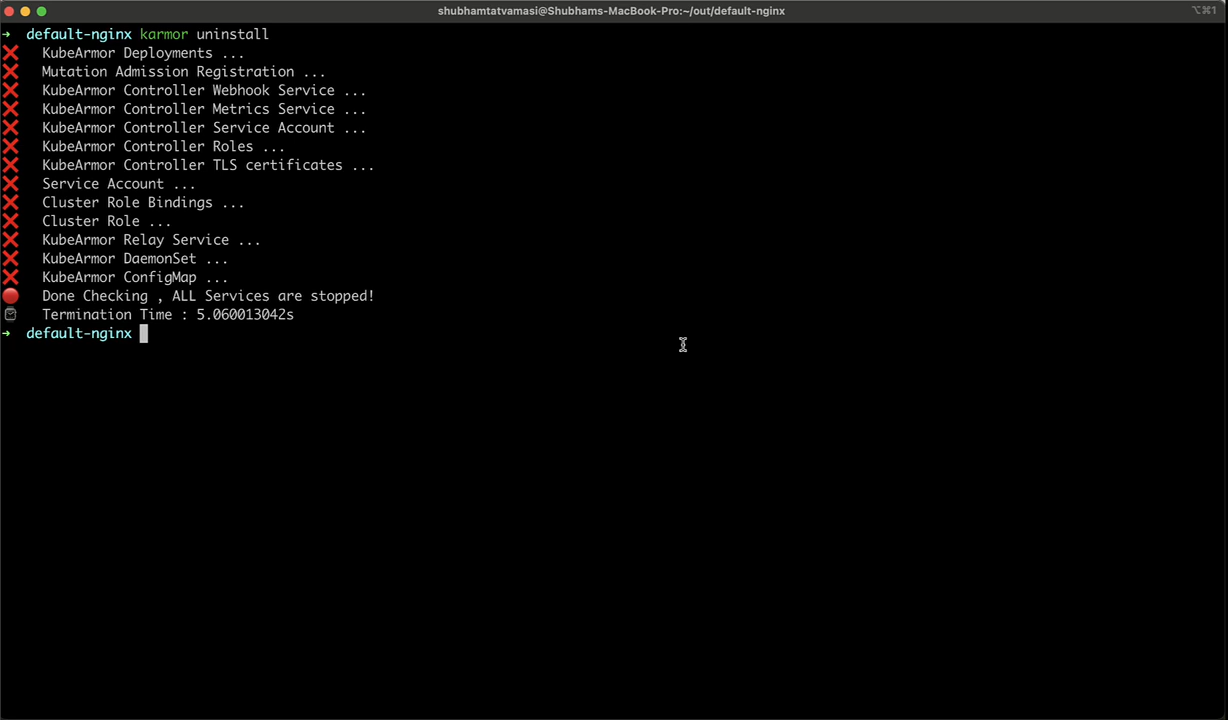 shubhamtatvamasi@Shubhams-MacBook-Pro:~/out/default-nginx
⌥⌘1
→ default-nginx karmor uninstall
❌ KubeArmor Deployments ...
❌ Mutation Admission Registration ...
❌ KubeArmor Controller Webhook Service ...
❌ KubeArmor Controller Metrics Service ...
❌ KubeArmor Controller Service Account ...
❌ KubeArmor Controller Roles ...
❌ KubeArmor Controller TLS certificates ...
❌ Service Account ...
❌ Cluster Role Bindings ...
❌ Cluster Role ...
❌ KubeArmor Relay Service ...
❌ KubeArmor DaemonSet ...
❌ KubeArmor ConfigMap ...
🔴 Done Checking , ALL Services are stopped!
⌚ Termination Time : 5.060013042s
→ default-nginx